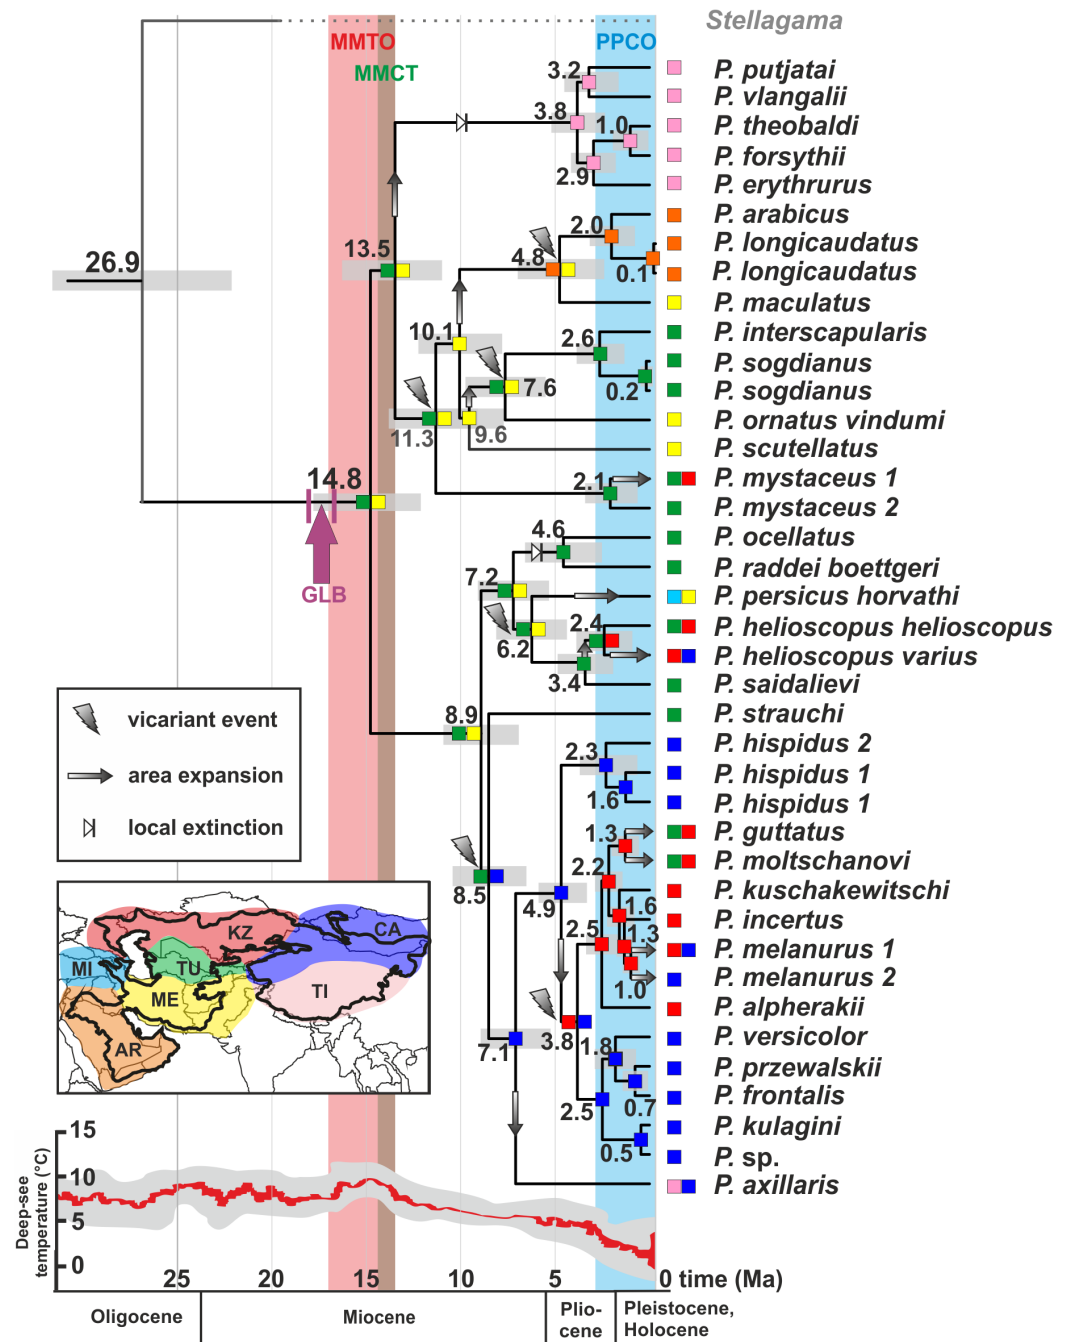 Stellagama
MMTO
PPCO
MMCT
3.2
P. putjatai
P. vlangalii
3.8
1.0
P. theobaldi
P. forsythii
2.9
P. erythrurus
2.0
P. arabicus
13.5
P. longicaudatus
26.9
4.8
0.1
P. longicaudatus
P. maculatus
10.1
2.6
P. interscapularis
P. sogdianus
7.6
0.2
P. sogdianus
11.3
9.6
P. ornatus vindumi
P. scutellatus
14.8
2.1
P. mystaceus 1
P. mystaceus 2
4.6
P. ocellatus
P. raddei boettgeri
7.2
GLB
P. persicus horvathi
2.4
P. helioscopus helioscopus
6.2
P. helioscopus varius
3.4
P. saidalievi
vicariant event
8.9
P. strauchi
2.3
P. hispidus 2
area expansion
P. hispidus 1
1.6
P. hispidus 1
local extinction
1.3
P. guttatus
2.2
P. moltschanovi
8.5
P. kuschakewitschi
4.9
1.6
P. incertus
KZ
CA
2.5
1.3
P. melanurus 1
MI
TU
P. melanurus 2
ME
TI
1.0
P. alpherakii
AR
7.1
3.8
1.8
P. versicolor
P. przewalskii
2.5
0.7
P. frontalis
P. kulagini
0.5
P. sp.
P. axillaris
Deep-see
temperature (°C)
15
10
5
0
25
20
15
10
5
0 time (Ma)
Oligocene
Miocene
Plio-
cene
Pleistocene,
Holocene